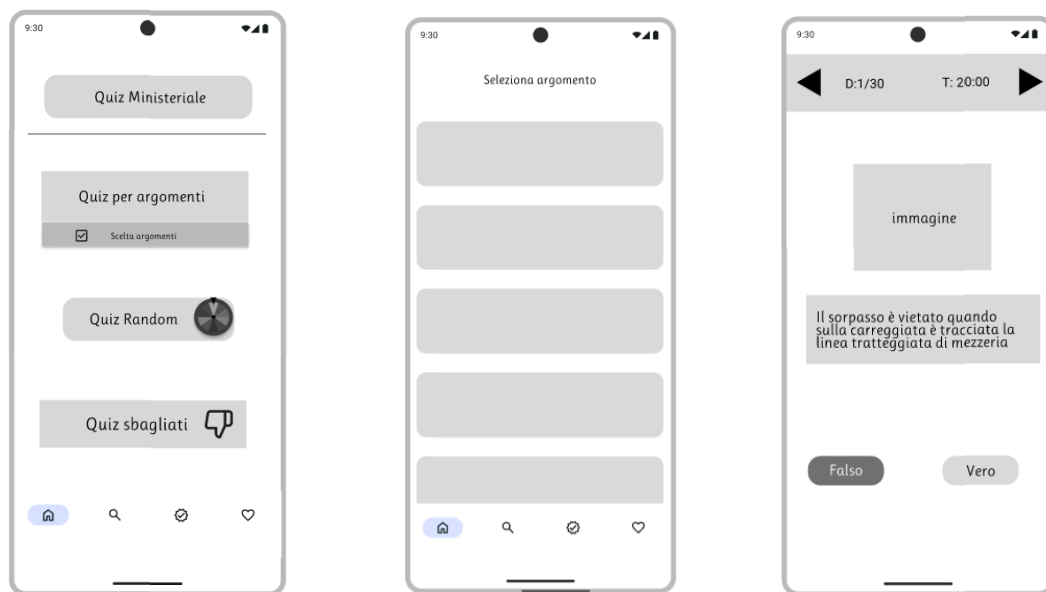 9:30
Quiz Ministeriale
Quiz per argomenti
Scelta argomenti
Quiz Random
Quiz sbagliati
9:30
Seleziona argomento
9:30
D:1/30 T: 20:00
immagine
Il sorpasso è vietato quando
sulla carreggiata è tracciata la
linea tratteggiata di mezzeria
Falso Vero